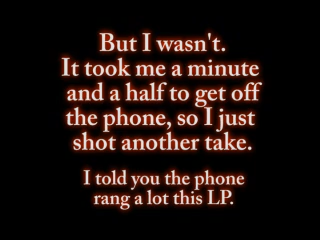 But I wasn't.
It took me a minute
and a half to get off
the phone, so I just
shot another take.
I told you the phone
rang a lot this LP.